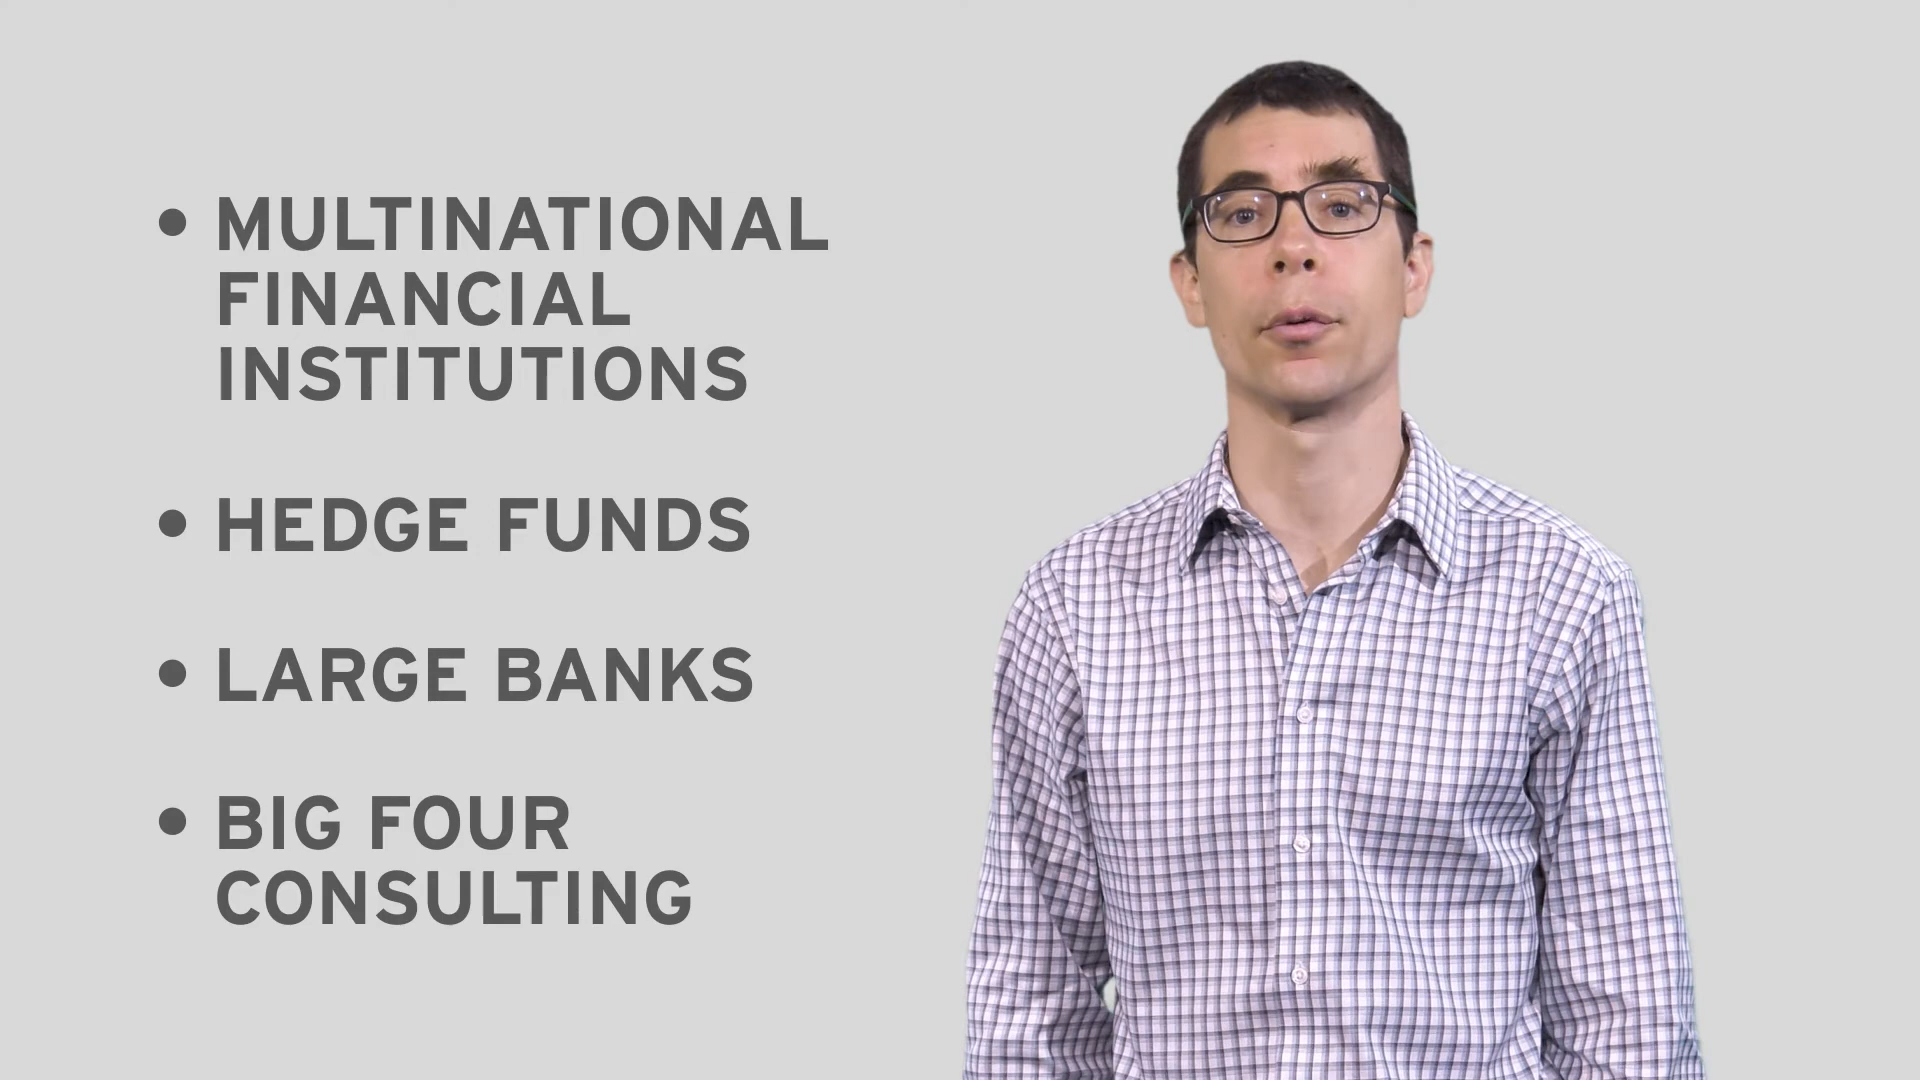 • MULTINATIONAL
FINANCIAL
INSTITUTIONS
• HEDGE FUNDS
• LARGE BANKS
• BIG FOUR
CONSULTING